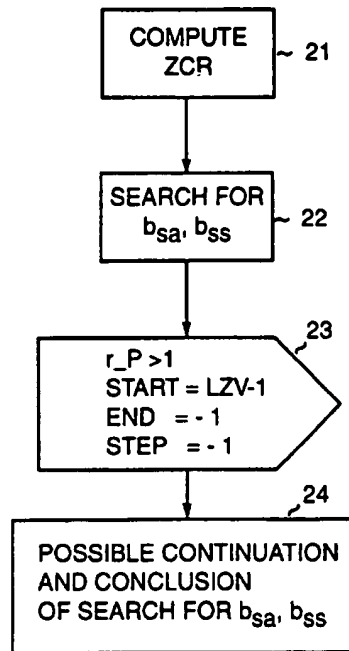 COMPUTE
ZCR
21
SEARCH FOR
b_sa, b_ss
22
23
r_P >1
START = LZV-1
END = - 1
STEP = - 1
24
POSSIBLE CONTINUATION
AND CONCLUSION
OF SEARCH FOR b_sa, b_ss